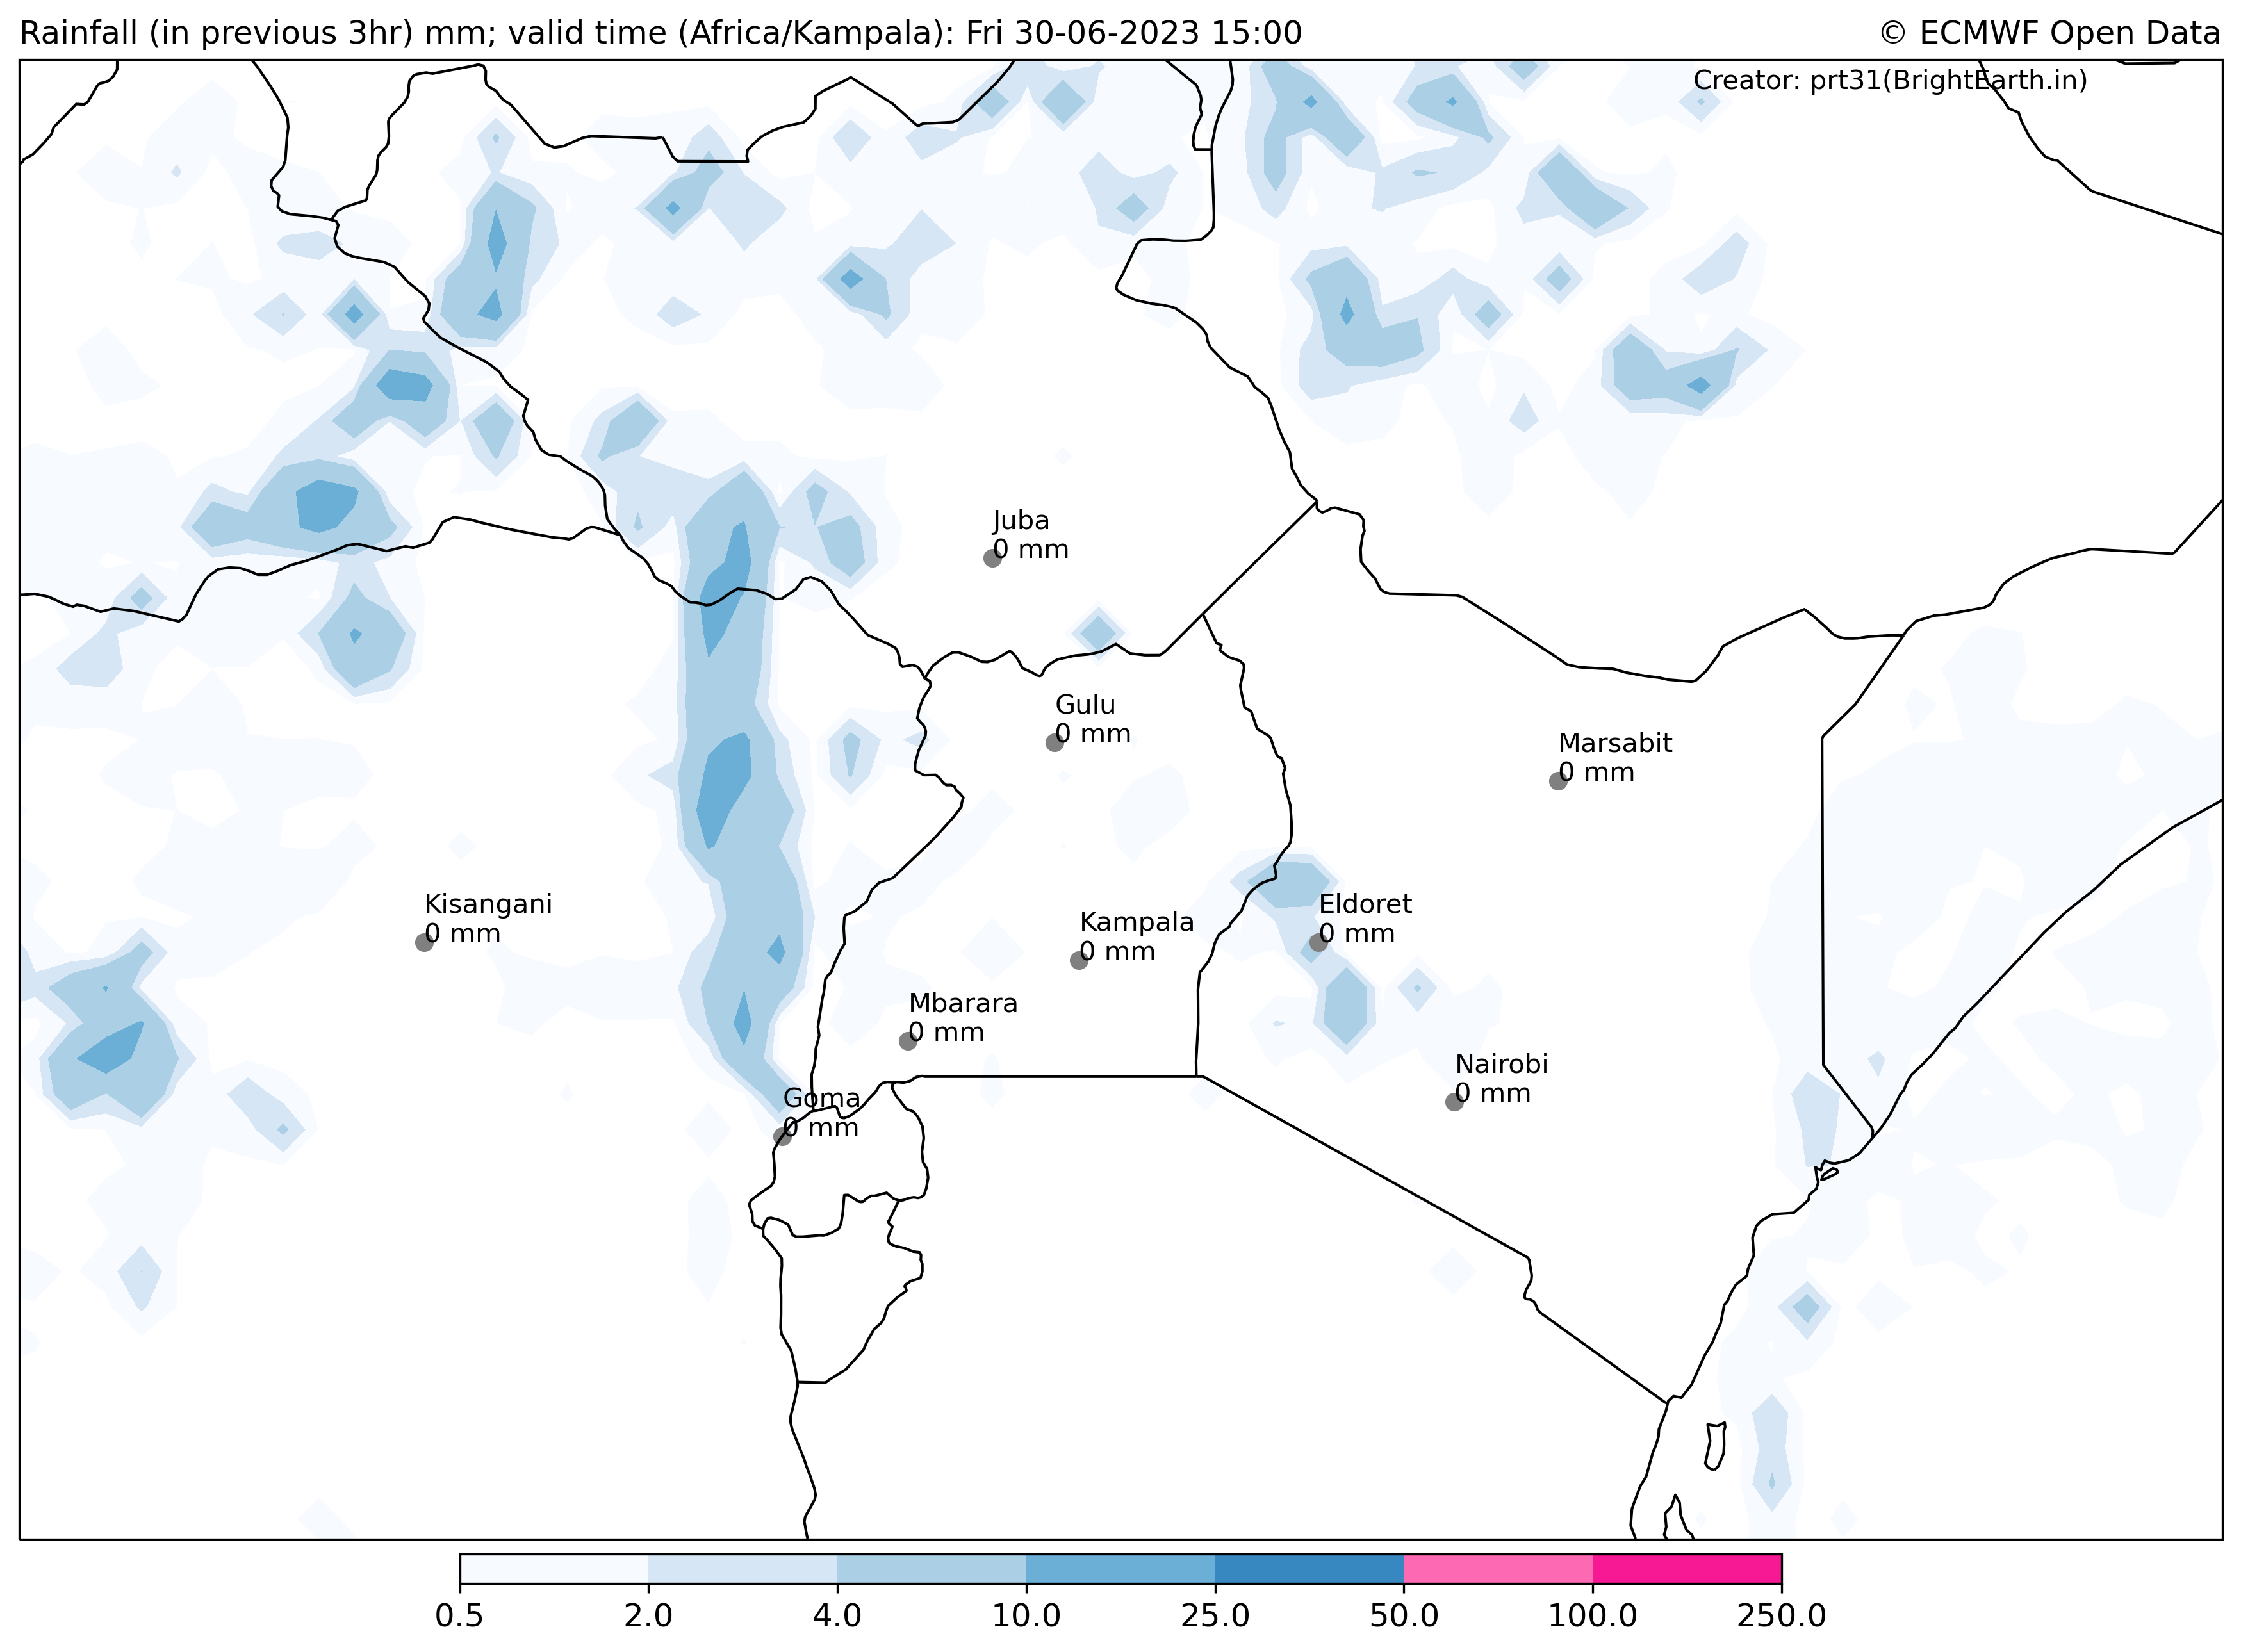 Rainfall (in previous 3hr) mm; valid time (Africa/Kampala): Fri 30-06-2023 15:00
© ECMWF Open Data
Creator: prt31(BrightEarth.in)
Juba
0 mm
Gulu
0 mm
Marsabit
0 mm
Kisangani
0 mm
Eldoret
0 mm
Kampala
0 mm
Mbarara
0 mm
Nairobi
0 mm
Goma
0 mm
0.5
2.0
4.0
10.0
25.0
50.0
100.0
250.0